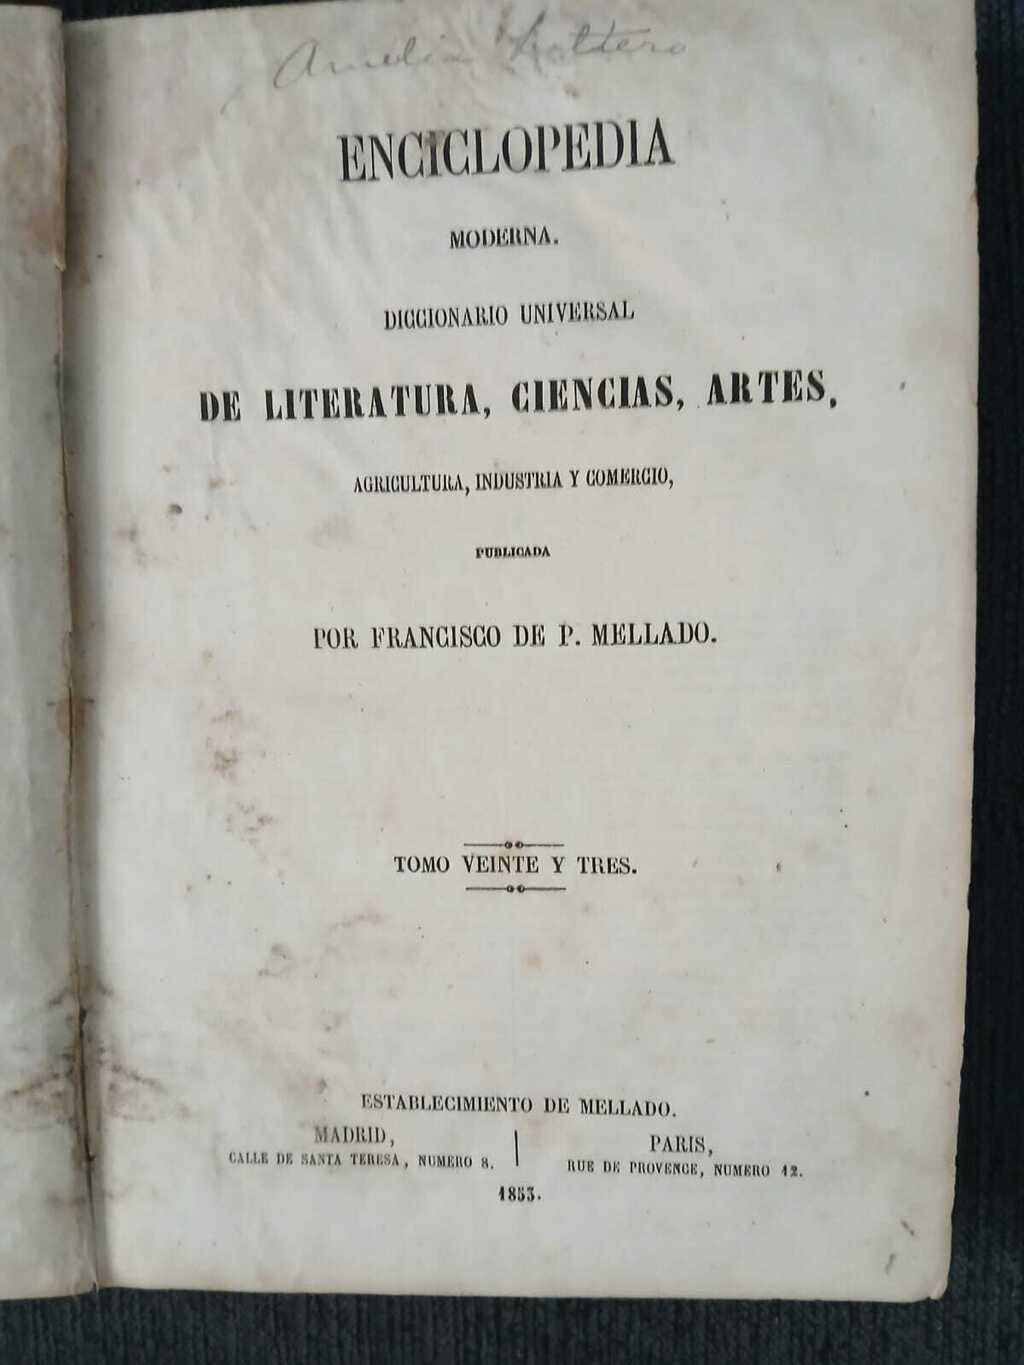 Amelia
ENCICLOPEDIA
MODERNA.
DICCIONARIO UNIVERSAL
DE LITERATURA, CIENCIAS, ARTES,
AGRICULTURA, INDUSTRIA Y COMERCIO,
PUBLICADA
POR FRANCISCO DE P. MELLADO.
TOMO VEINTE Y TRES.
ESTABLECIMIENTO DE MELLADO.
MADRID,
CALLE DE SANTA TERESA, NUMERO 8.
PARIS,
RUE DE PROVENCE, NUMERO 12.
1853.